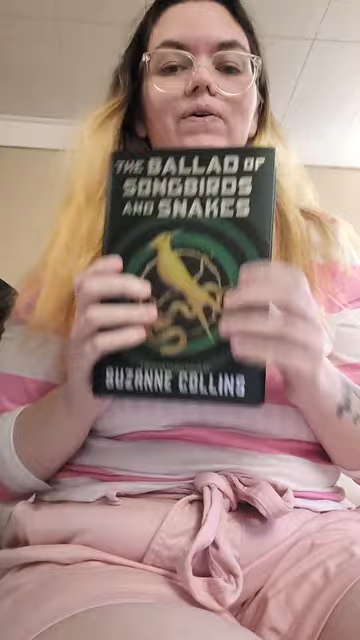 THE BALLAD OF
SONGBIRDS
AND SNAKES
SUZANNE COLLINS